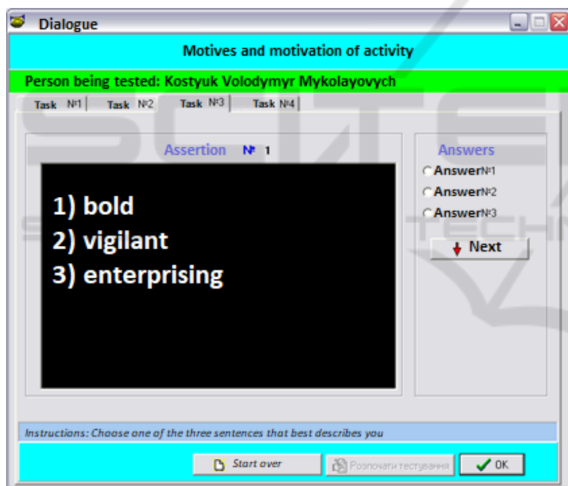 Dialogue
Motives and motivation of activity
Person being tested: Kostyuk Volodymyr Mykolayovych
Task №1 Task №2 Task №3 Task №4
Assertion № 1
1) bold
2) vigilant
3) enterprising
Answers
Answer№1
Answer№2
Answer№3
Next
Instructions: Choose one of the three sentences that best describes you
Start over
Розпочати тестування
OK